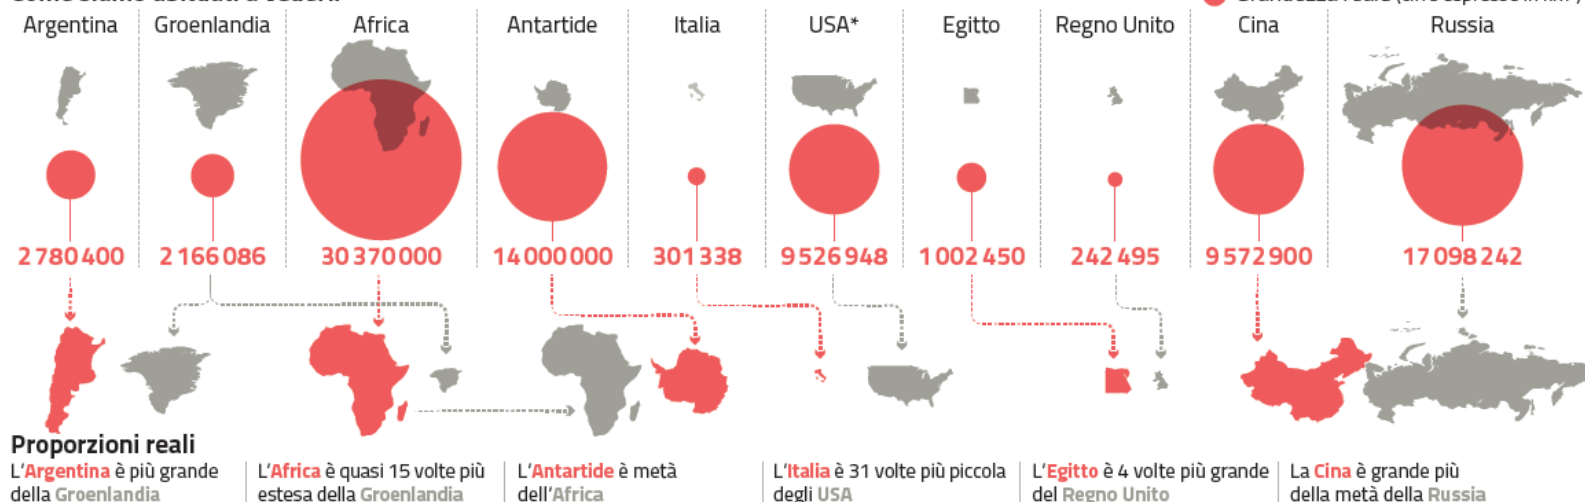 Argentina
Groenlandia
Africa
Antartide
Italia
USA*
Egitto
Regno Unito
Cina
Russia
2 780 400
2 166 086
30 370 000
14 000 000
301 338
9 526 948
1 002 450
242 495
9 572 900
17 098 242
Proporzioni reali
L'Argentina è più grande
della Groenlandia
L'Africa è quasi 15 volte più
estesa della Groenlandia
L'Antartide è metà
dell'Africa
L'Italia è 31 volte più piccola
degli USA
L'Egitto è 4 volte più grande
del Regno Unito
La Cina è grande più
della metà della Russia